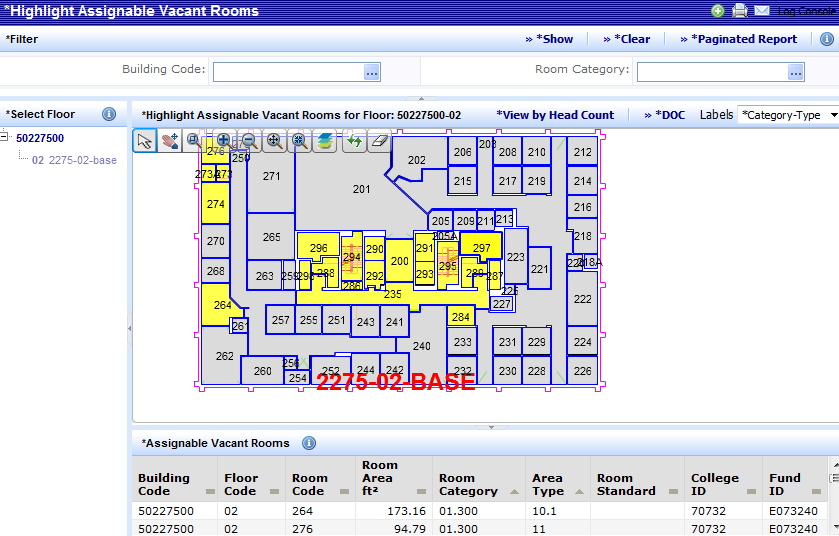 *Highlight Assignable Vacant Rooms Log Console
*Filter » *Show » *Clear » *Paginated Report
Building Code: ... Room Category: ...
*Select Floor *Highlight Assignable Vacant Rooms for Floor: 50227500-02 *View by Head Count » *DOC Labels *Category-Type
50227500
02 2275-02-base
276 250 202 206 203 208 210 212
273A 273 271 201 215 217 219 214
274 205 209 211 213 216
270 265 296 294 290 291 205A 297 223 218
268 263 259 298 288 292 200 293 295 289 287 221 218A
286 235 225 227 222
264 261 257 255 251 243 241 284
262 240 233 231 229 224
260 256 254 252 244 242 232 230 228 226
2275-02-BASE
*Assignable Vacant Rooms
Building Code Floor Code Room Code Room Area ft² Room Category Area Type Room Standard College ID Fund ID
50227500 02 264 173.16 01.300 10.1 70732 E073240
50227500 02 276 94.79 01.300 11 70732 E073240